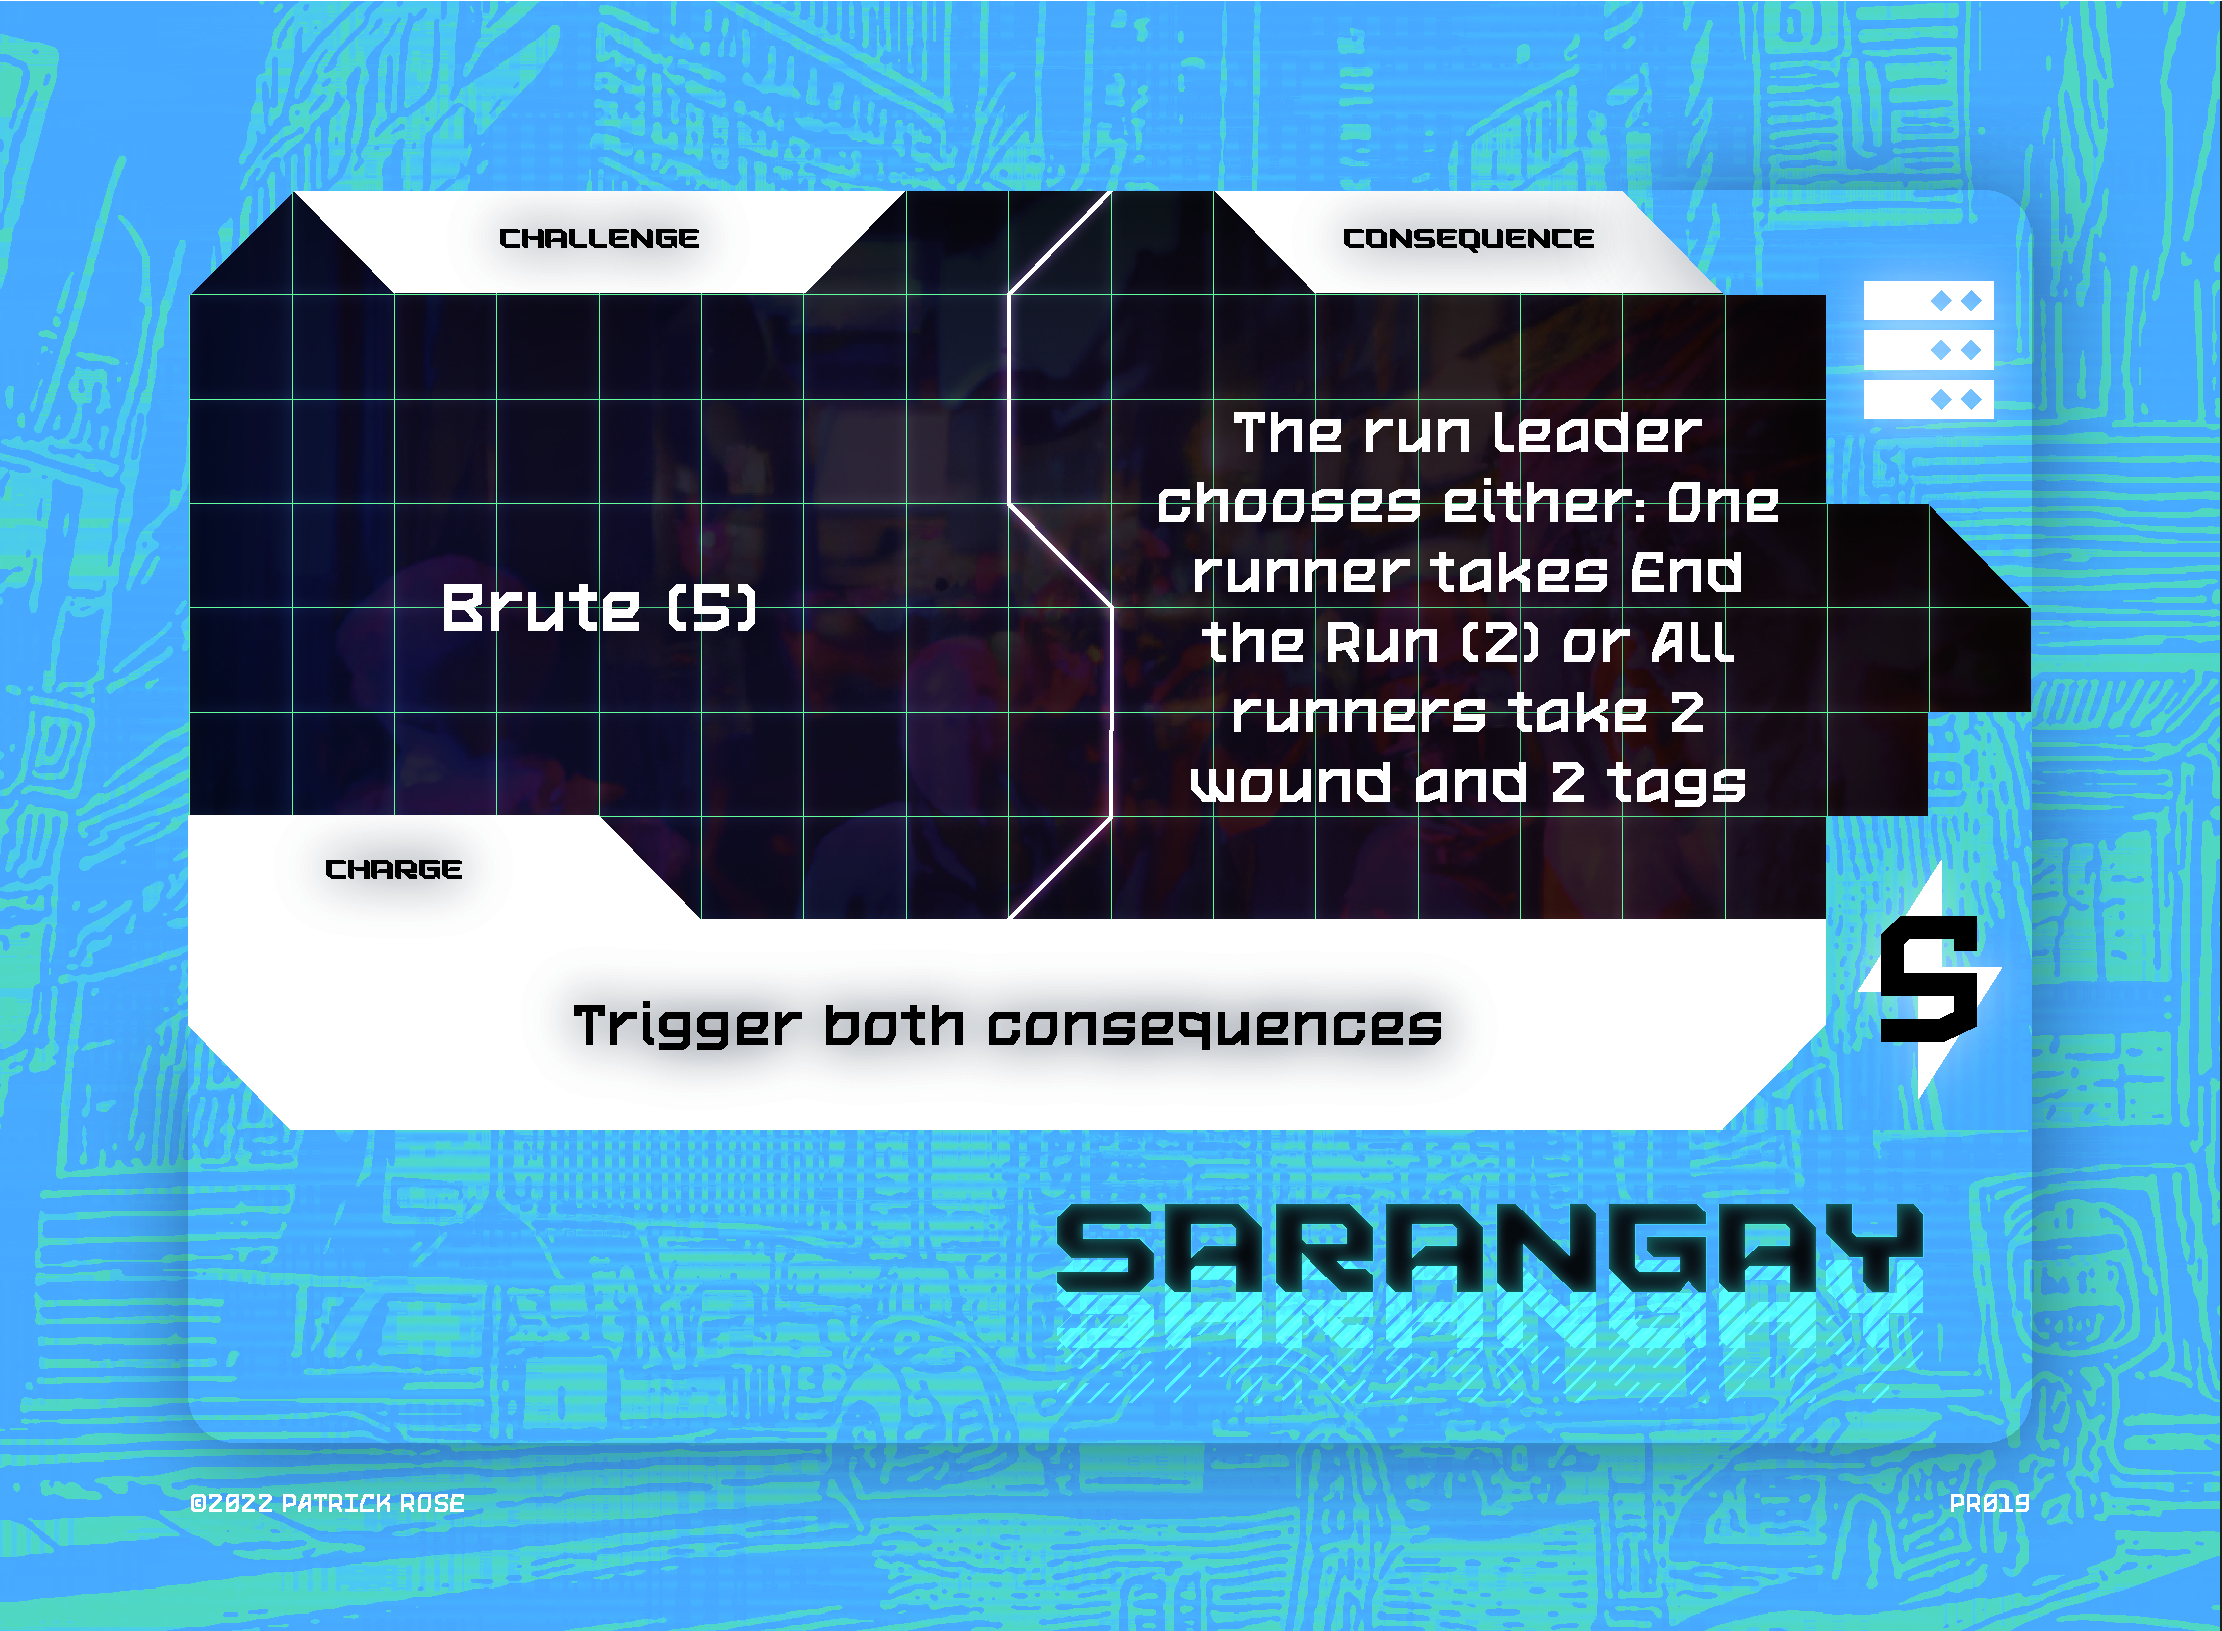 CHALLENGE
CONSEQUENCE
Brute (5)
The run leader
chooses either: One
runner takes End
the Run (2) or All
runners take 2
wound and 2 tags
CHARGE
Trigger both consequences
5
SARANGAY
©2022 PATRICK ROSE
PR019